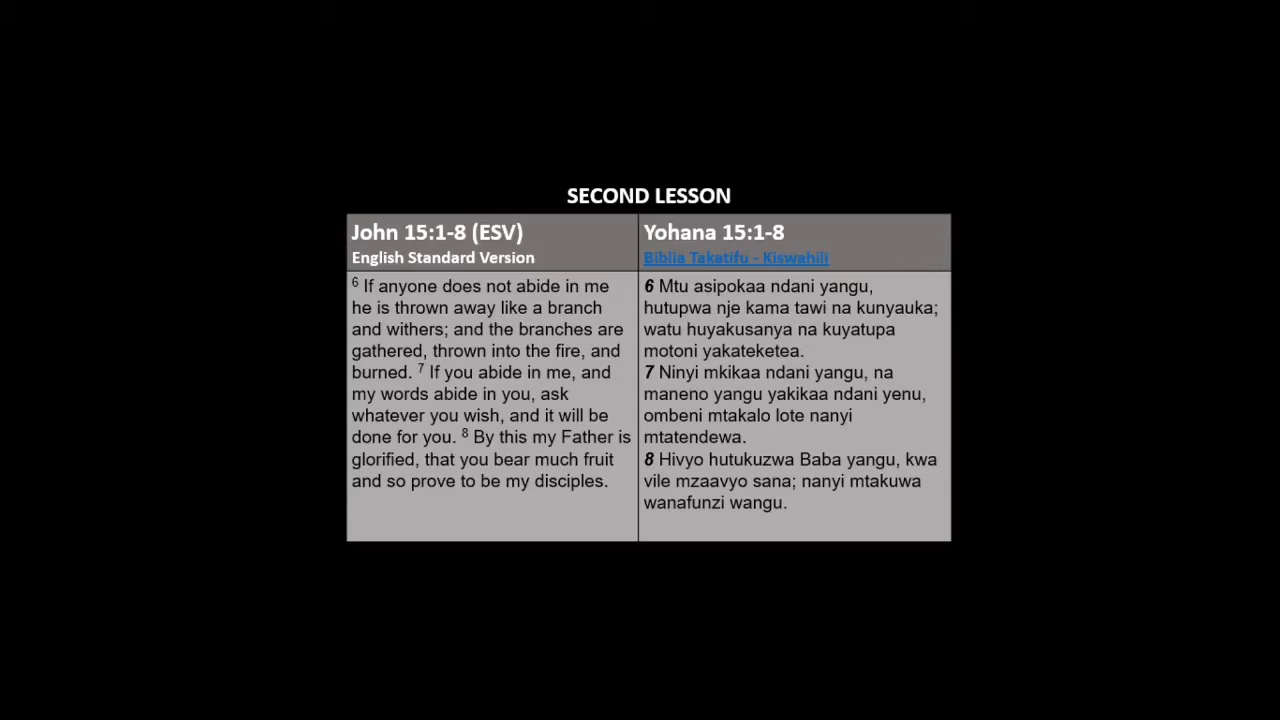 SECOND LESSON
John 15:1-8 (ESV)
English Standard Version
⁶ If anyone does not abide in me
he is thrown away like a branch
and withers; and the branches are
gathered, thrown into the fire, and
burned. ⁷ If you abide in me, and
my words abide in you, ask
whatever you wish, and it will be
done for you. ⁸ By this my Father is
glorified, that you bear much fruit
and so prove to be my disciples.
Yohana 15:1-8
Biblia Takatifu - Kiswahili
6 Mtu asipokaa ndani yangu,
hutupwa nje kama tawi na kunyauka;
watu huyakusanya na kuyatupa
motoni yakateketea.
7 Ninyi mkikaa ndani yangu, na
maneno yangu yakikaa ndani yenu,
ombeni mtakalo lote nanyi
mtatendewa.
8 Hivyo hutukuzwa Baba yangu, kwa
vile mzaavyo sana; nanyi mtakuwa
wanafunzi wangu.